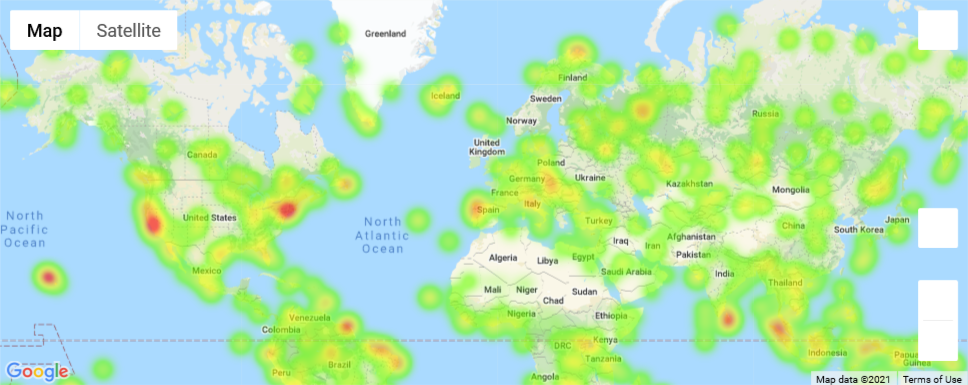 Map Satellite
Greenland
Iceland
Finland
Sweden
Norway
Russia
United
Kingdom
Canada
Poland
Germany
Ukraine
France
Kazakhstan
Mongolia
Italy
Spain
North
Pacific
Ocean
United States
North
Atlantic
Ocean
Turkey
China
Japan
South Korea
Iraq
Iran
Afghanistan
Pakistan
Algeria
Libya
Egypt
Saudi Arabia
India
Mexico
Mali
Niger
Chad
Sudan
Thailand
Nigeria
Ethiopia
Venezuela
Colombia
DRC
Kenya
Tanzania
Indonesia
Papua
Guinea
Peru
Brazil
Angola
Google
Map data ©2021
Terms of Use